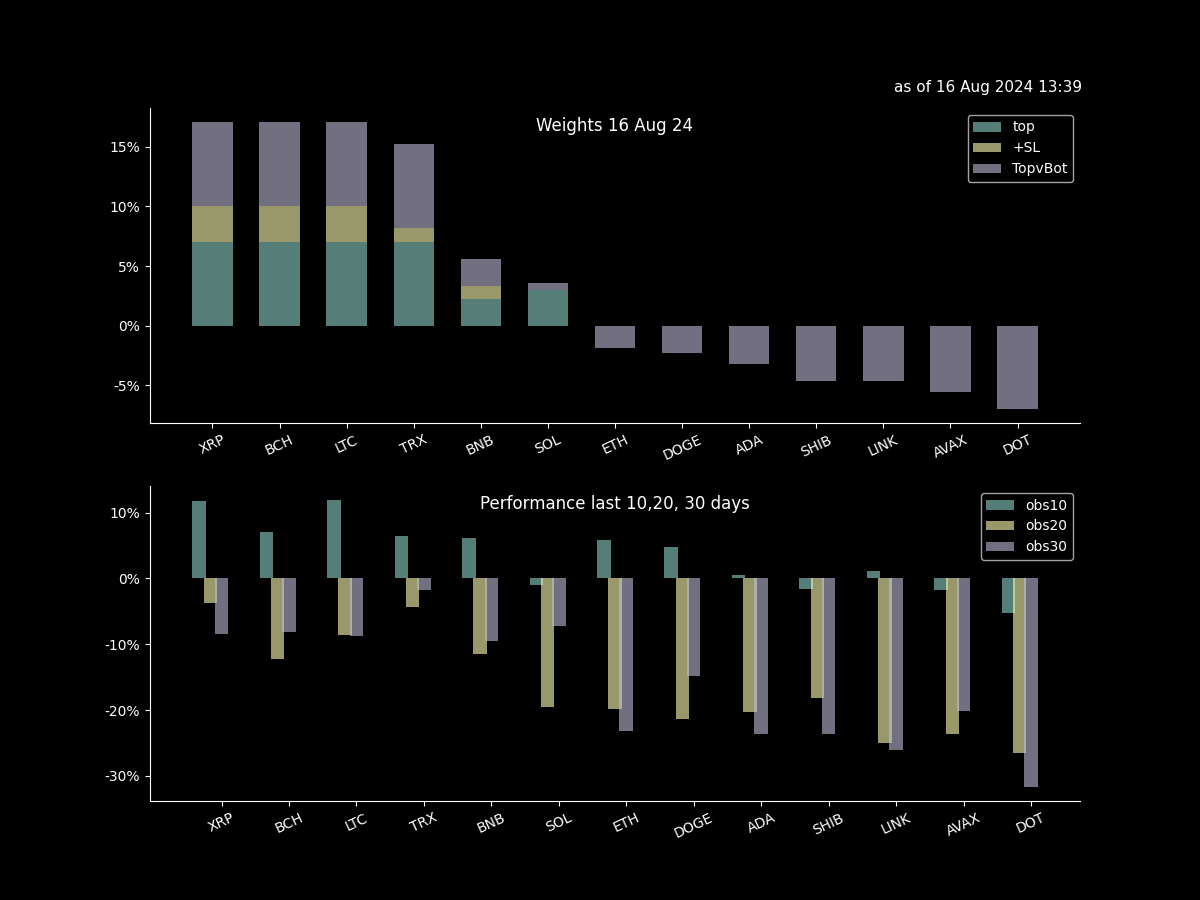 as of 16 Aug 2024 13:39
Weights 16 Aug 24
top
+SL
TopvBot
15%
10%
5%
0%
-5%
XRP BCH LTC TRX BNB SOL ETH DOGE ADA SHIB LINK AVAX DOT
Performance last 10,20, 30 days
obs10
obs20
obs30
10%
0%
-10%
-20%
-30%
XRP BCH LTC TRX BNB SOL ETH DOGE ADA SHIB LINK AVAX DOT